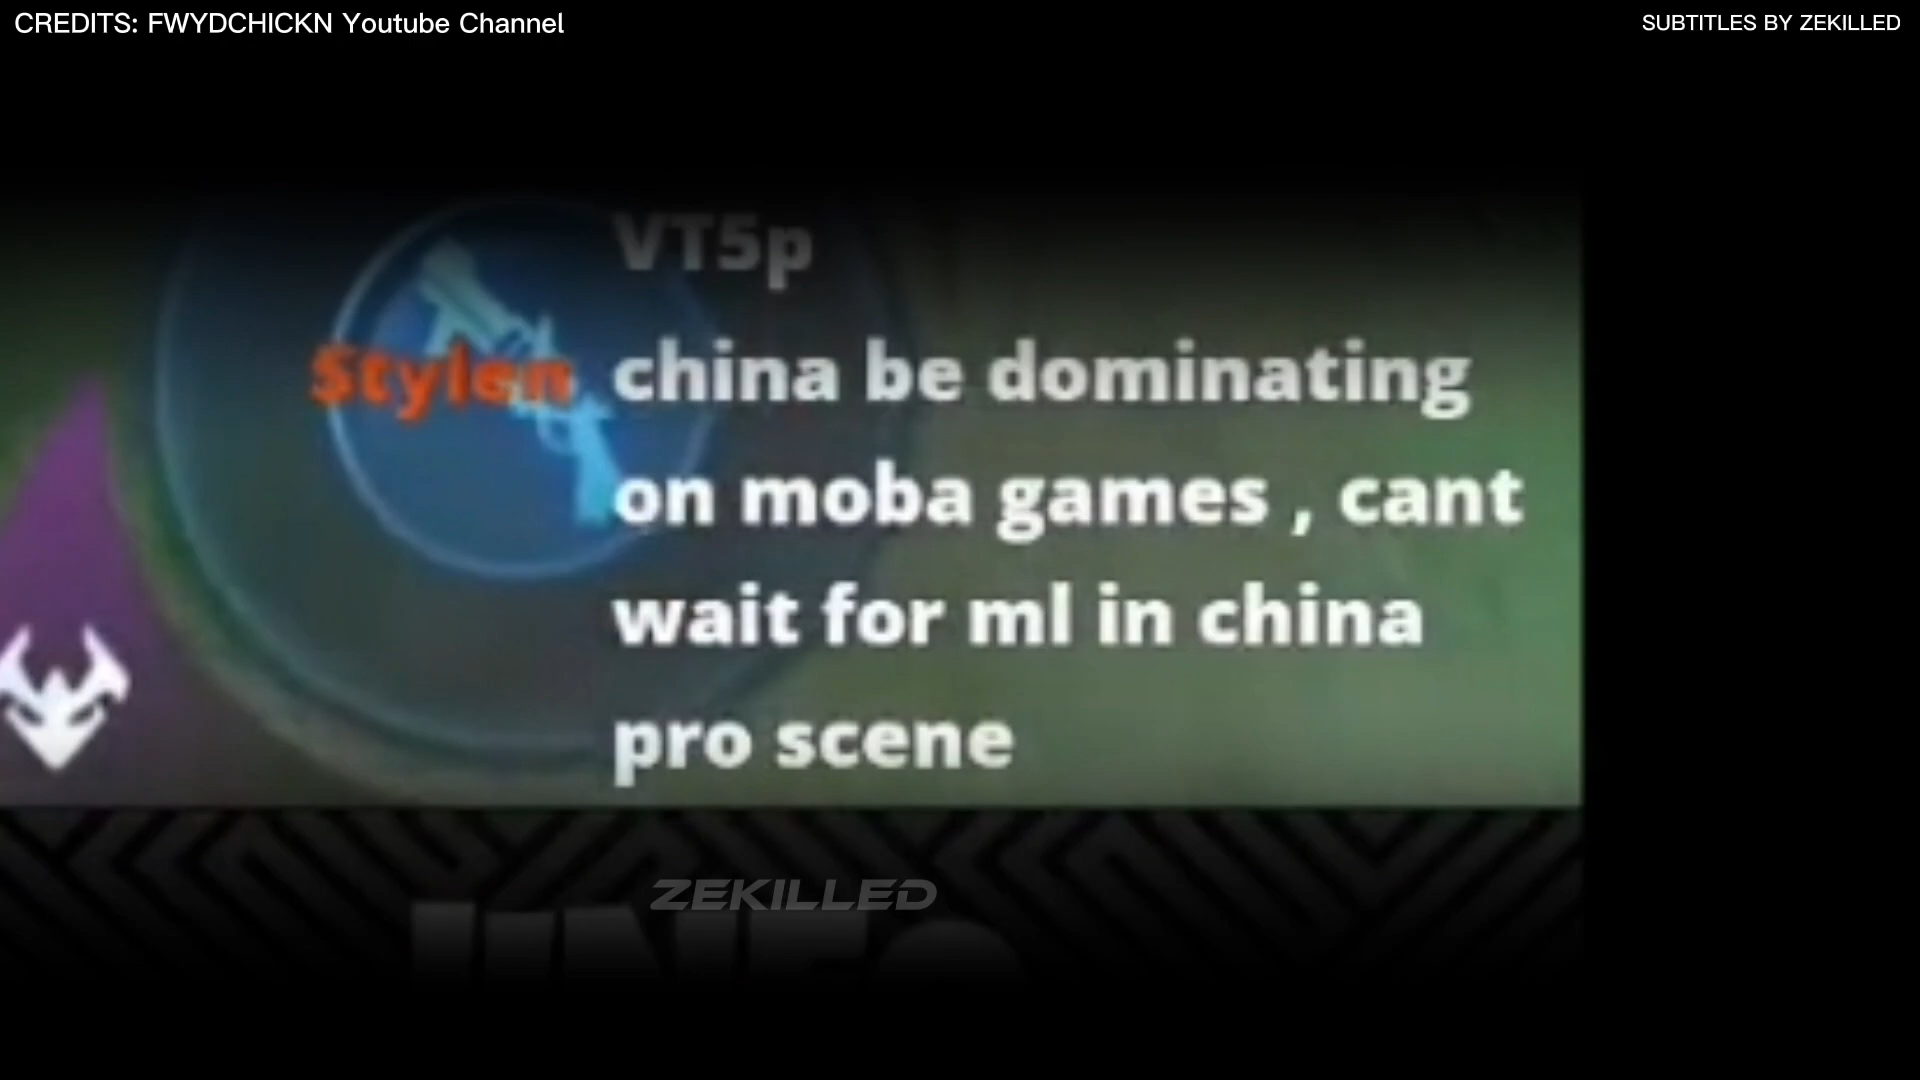 CREDITS: FWYDCHICKN Youtube Channel
SUBTITLES BY ZEKILLED
VT5p
Stylen china be dominating
on moba games , cant
wait for ml in china
pro scene
ZEKILLED